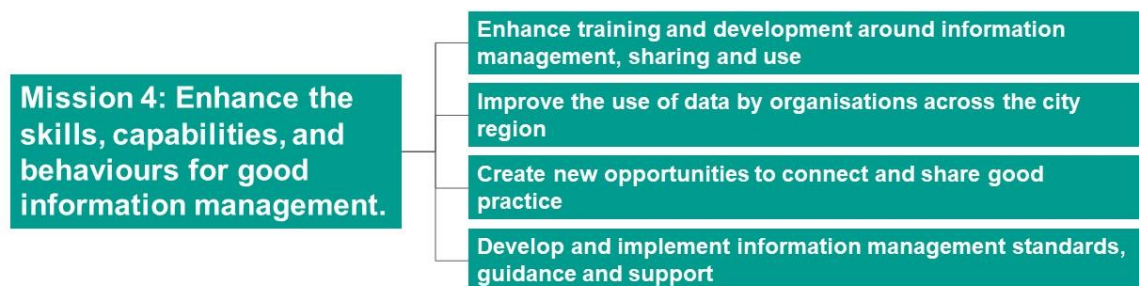 Mission 4: Enhance the
skills, capabilities, and
behaviours for good
information management.
Enhance training and development around information
management, sharing and use
Improve the use of data by organisations across the city
region
Create new opportunities to connect and share good
practice
Develop and implement information management standards,
guidance and support